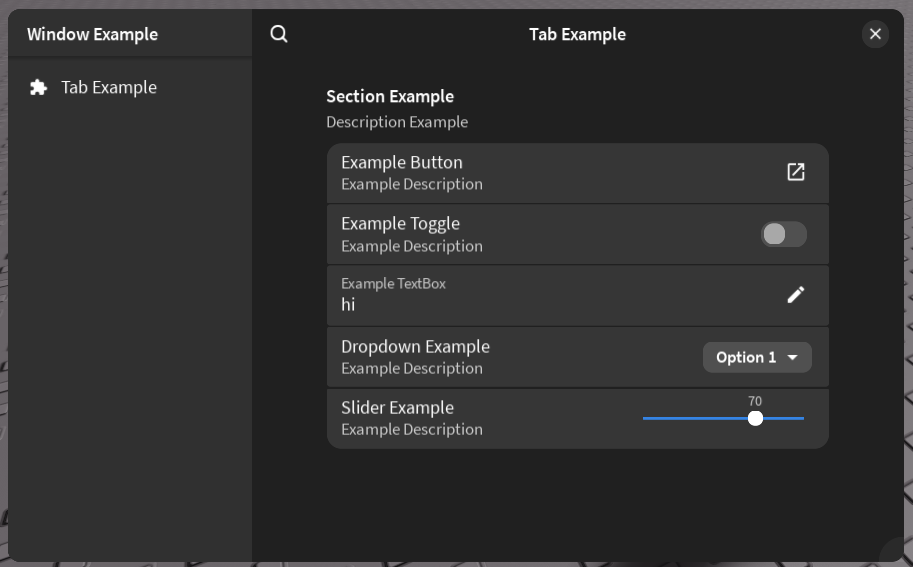 Window Example
Tab Example
Tab Example
Section Example
Description Example
Example Button
Example Description
Example Toggle
Example Description
Example TextBox
hi
Dropdown Example
Example Description
Option 1
Slider Example
Example Description
70